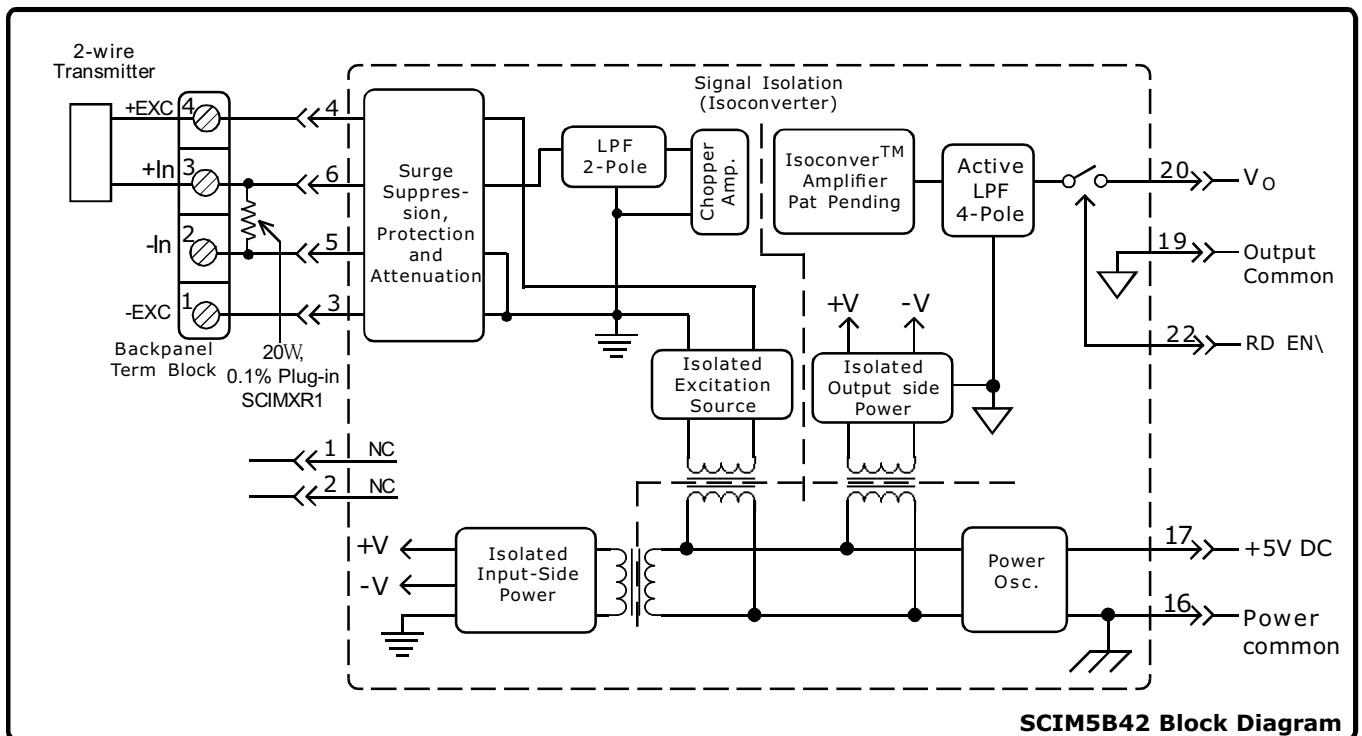 2-wire
Transmitter
+EXC 4
+In 3
-In 2
-EXC 1
Backpanel
Term Block
20W,
0.1% Plug-in
SCIMXR1
4
6
5
3
1 NC
2 NC
Surge
Suppres-
sion,
Protection
and
Attenuation
LPF
2-Pole
Chopper
Amp.
Signal Isolation
(Isoconverter)
Isoconver™
Amplifier
Pat Pending
Active
LPF
4-Pole
20 VO
19 Output
Common
22 RD EN\
+V -V
Isolated
Excitation
Source
Isolated
Output side
Power
+V
-V
Isolated
Input-Side
Power
Power
Osc.
17 +5V DC
16 Power
common
SCIM5B42 Block Diagram